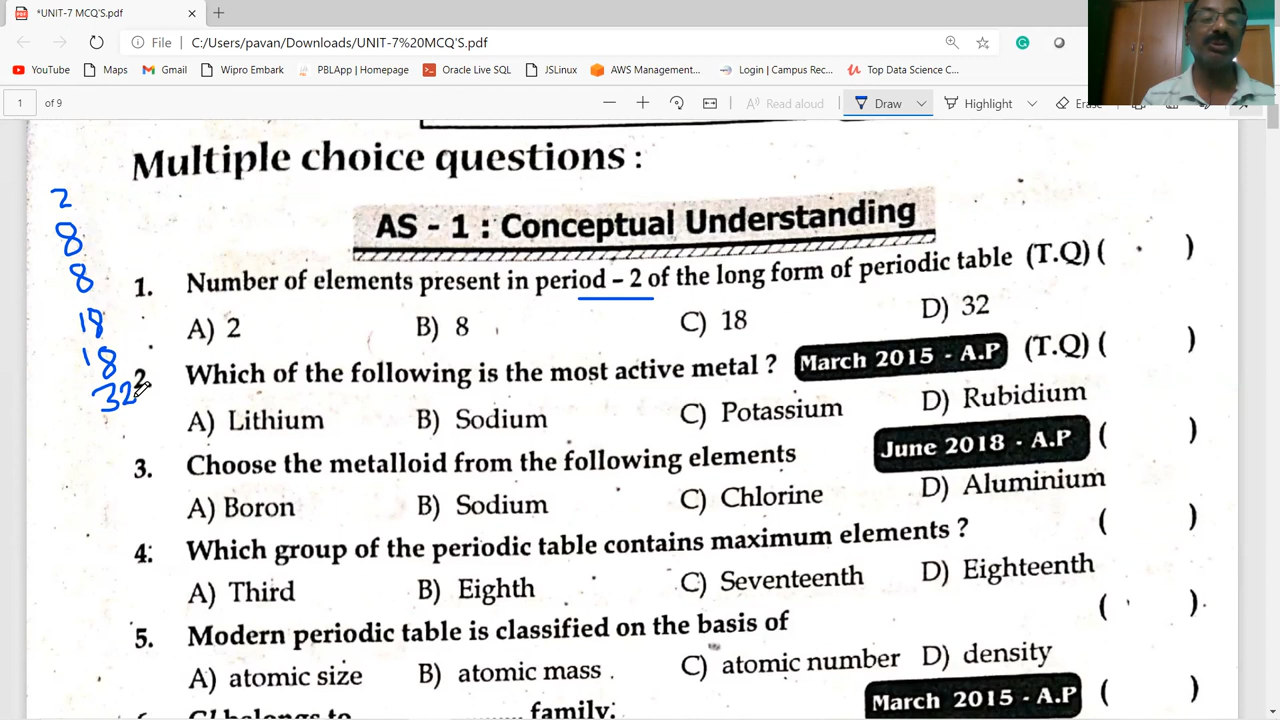 *UNIT-7 MCQ'S.pdf
File C:/Users/pavan/Downloads/UNIT-7%20MCQ'S.pdf
YouTube Maps Gmail Wipro Embark PBLApp | Homepage Oracle Live SQL JSLinux AWS Management... Login | Campus Rec... Top Data Science C...
1 of 9 Read aloud Draw Highlight Erase
Multiple choice questions :
2
8
8
18
18
32
AS - 1 : Conceptual Understanding
1. Number of elements present in period – 2 of the long form of periodic table (T.Q) ( )
A) 2 B) 8 C) 18 D) 32
2. Which of the following is the most active metal ? March 2015 - A.P (T.Q) ( )
A) Lithium B) Sodium C) Potassium D) Rubidium
3. Choose the metalloid from the following elements June 2018 - A.P ( )
A) Boron B) Sodium C) Chlorine D) Aluminium
4. Which group of the periodic table contains maximum elements ? ( )
A) Third B) Eighth C) Seventeenth D) Eighteenth
5. Modern periodic table is classified on the basis of ( )
A) atomic size B) atomic mass C) atomic number D) density
March 2015 - A.P ( )
6. Cl belongs to family.